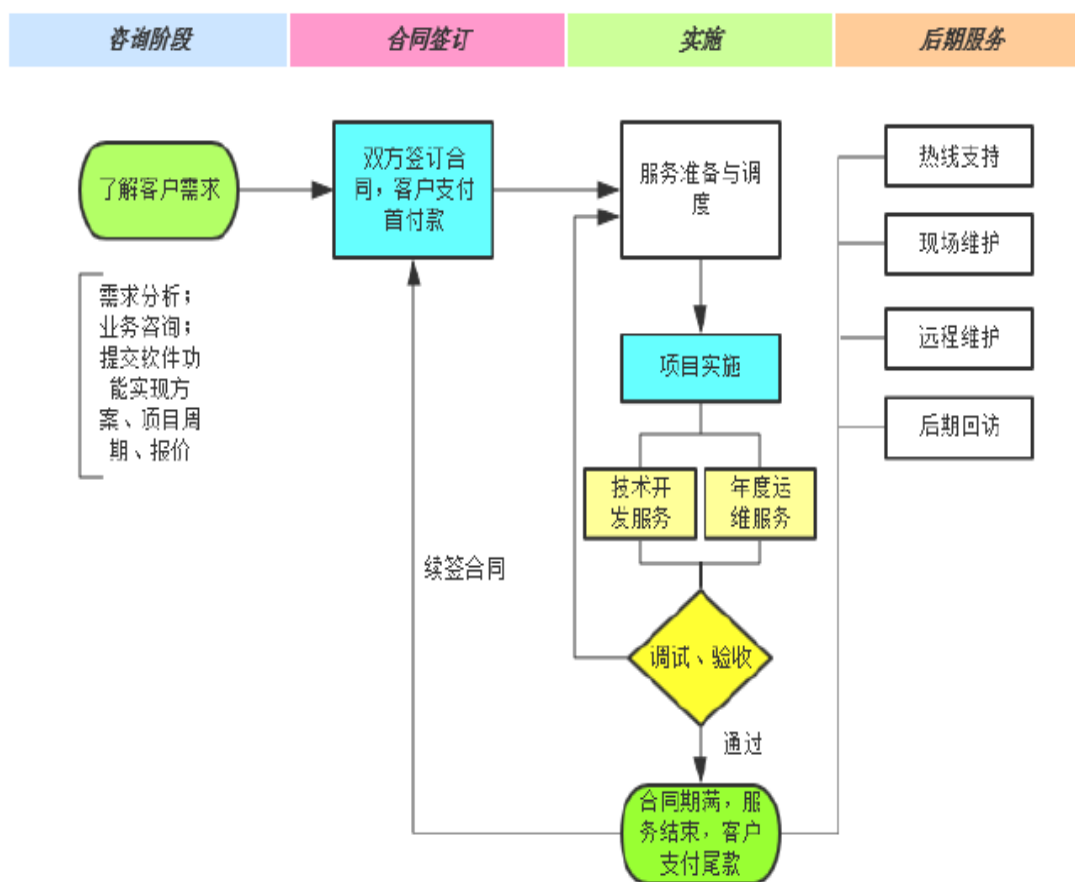 咨询阶段
合同签订
实施
后期服务
了解客户需求
需求分析；
业务咨询；
提交软件功
能实现方
案、项目周
期、报价
双方签订合
同，客户支付
首付款
续签合同
服务准备与调
度
项目实施
技术开
发服务
年度运
维服务
调试、验收
通过
合同期满，服
务结束，客户
支付尾款
热线支持
现场维护
远程维护
后期回访